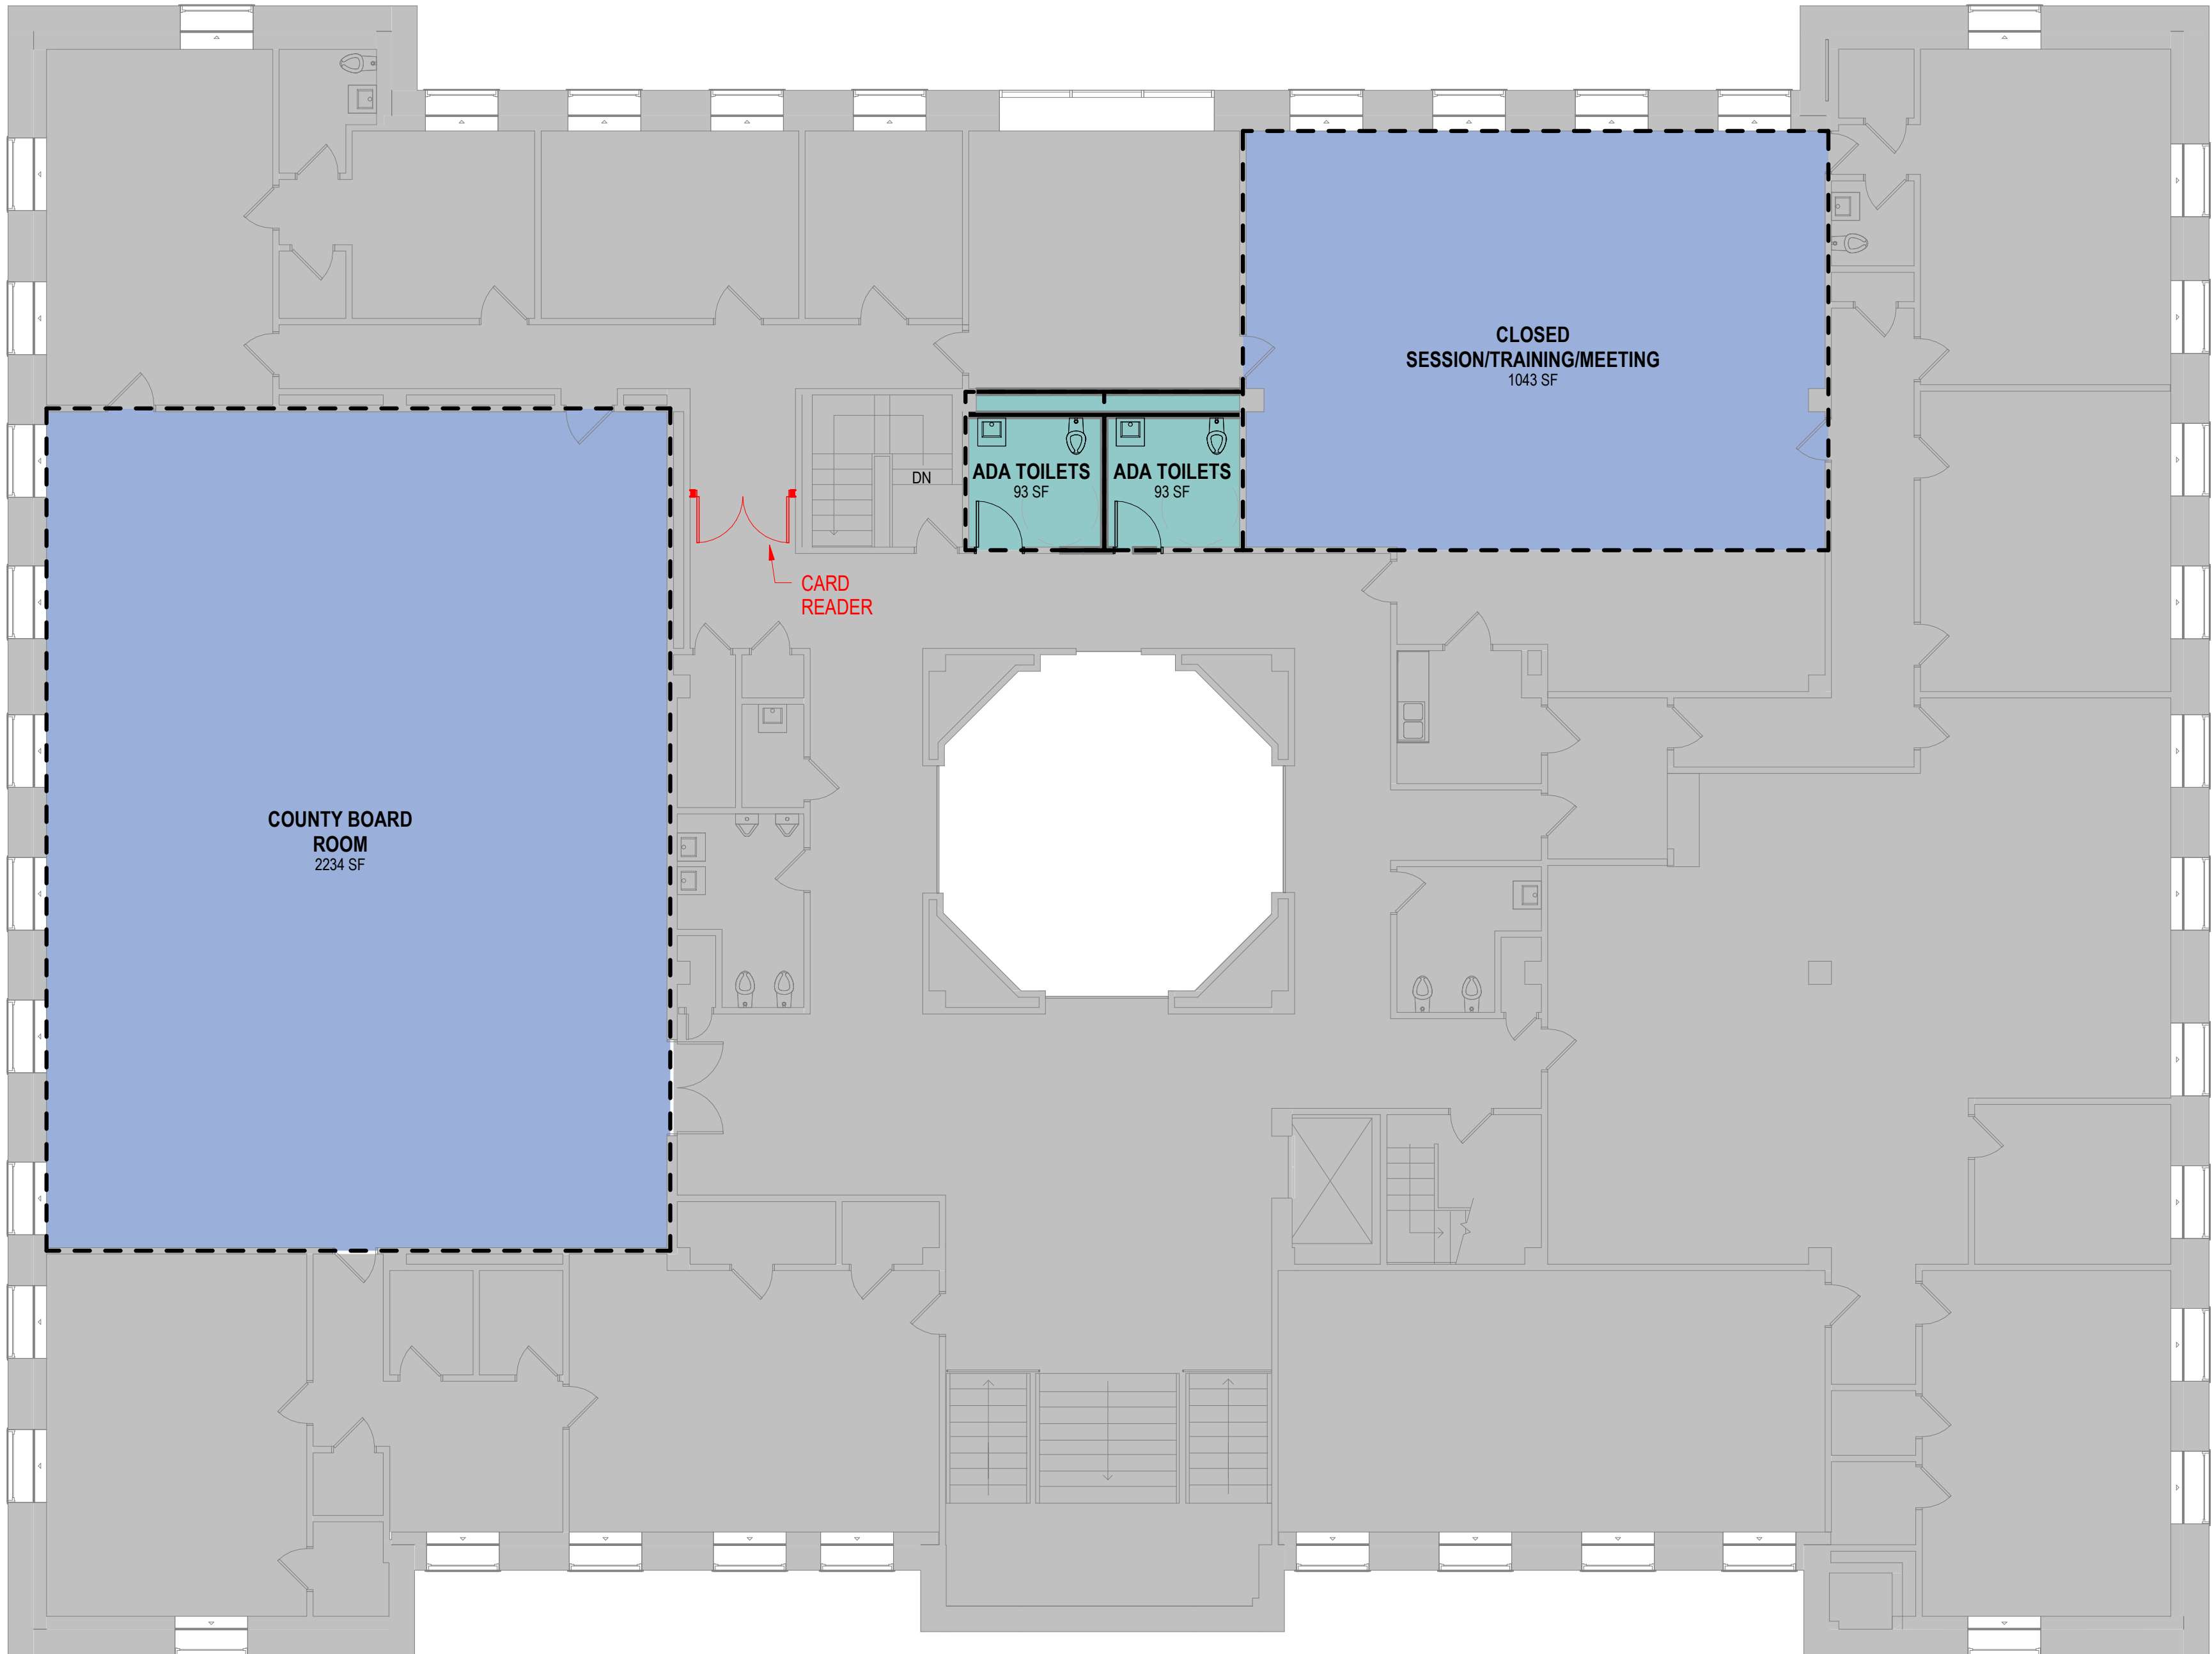 CLOSED
SESSION/TRAINING/MEETING
1043 SF
DN
ADA TOILETS
93 SF
ADA TOILETS
93 SF
CARD
READER
COUNTY BOARD
ROOM
2234 SF